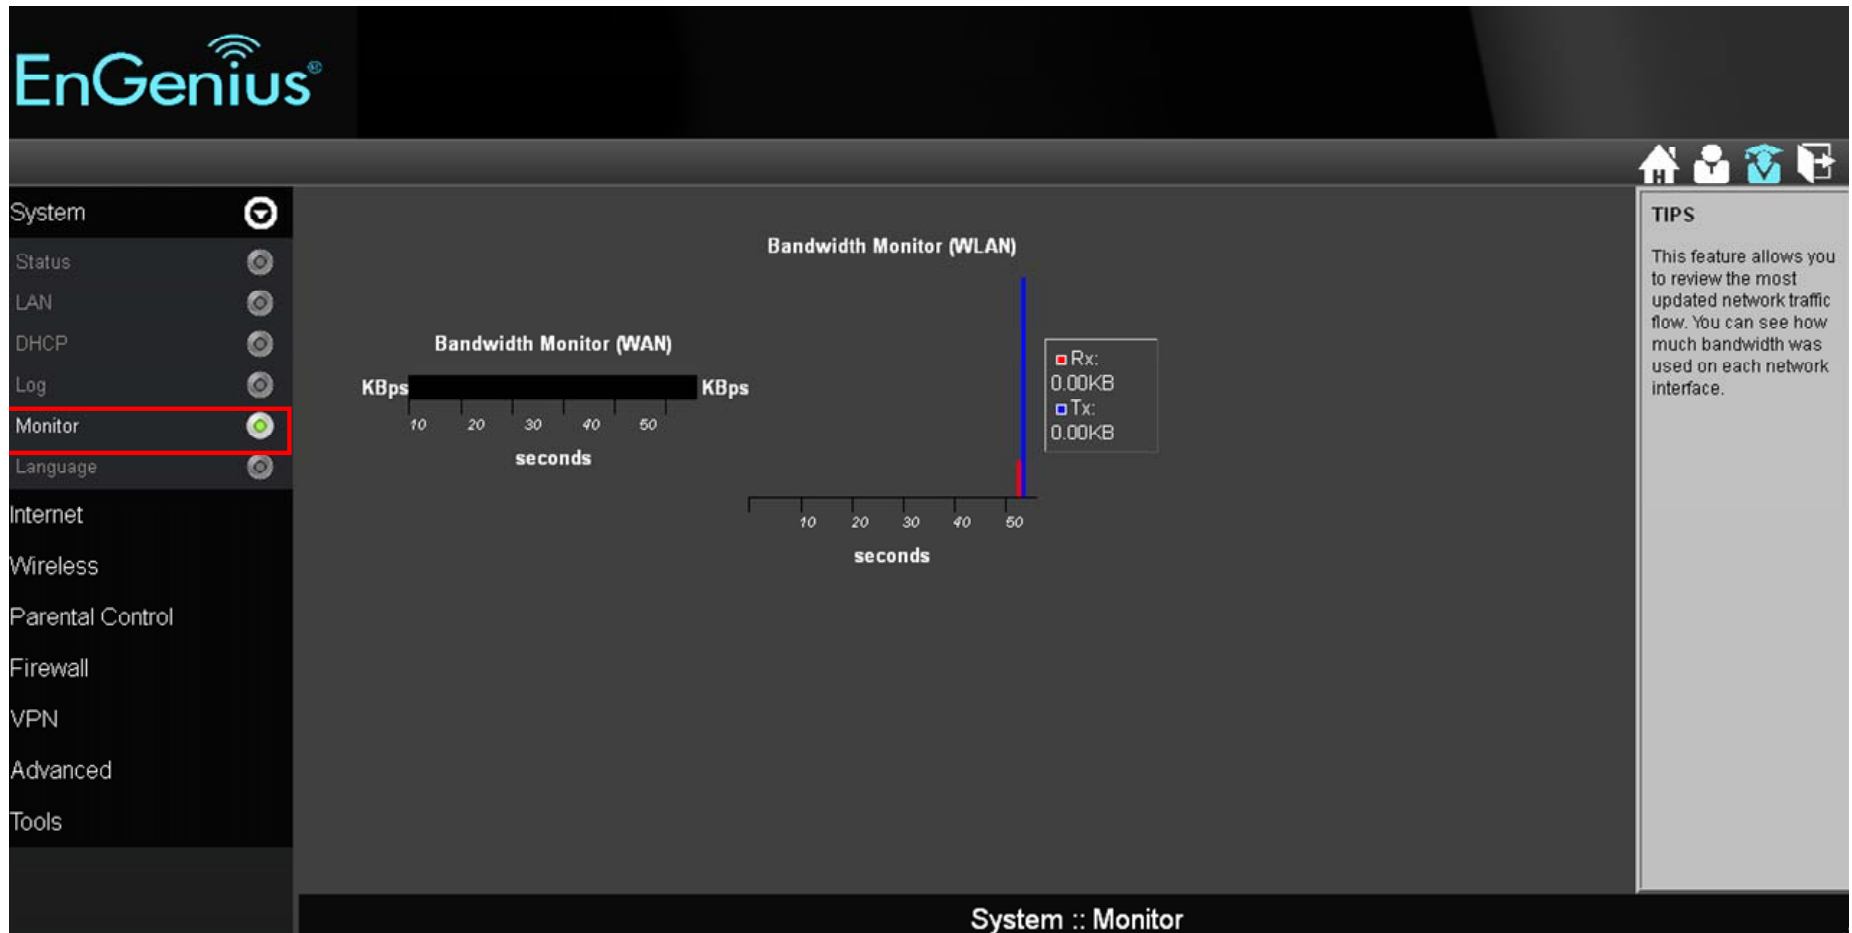 EnGenius®
System
Status
LAN
DHCP
Log
Monitor
Language
Internet
Wireless
Parental Control
Firewall
VPN
Advanced
Tools
Bandwidth Monitor (WAN)
KBps
KBps
10 20 30 40 50
seconds
Bandwidth Monitor (WLAN)
Rx:
0.00KB
Tx:
0.00KB
10 20 30 40 50
seconds
H
TIPS
This feature allows you
to review the most
updated network traffic
flow. You can see how
much bandwidth was
used on each network
interface.
System :: Monitor